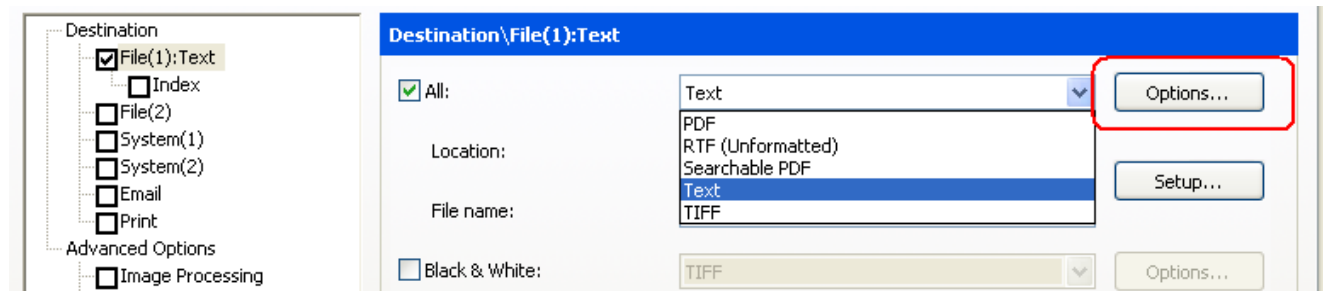 Destination
File(1):Text
Index
File(2)
System(1)
System(2)
Email
Print
Advanced Options
Image Processing
Destination\File(1):Text
All:
Text
Options...
PDF
RTF (Unformatted)
Searchable PDF
Text
TIFF
Location:
Setup...
File name:
Black & White:
TIFF
Options...